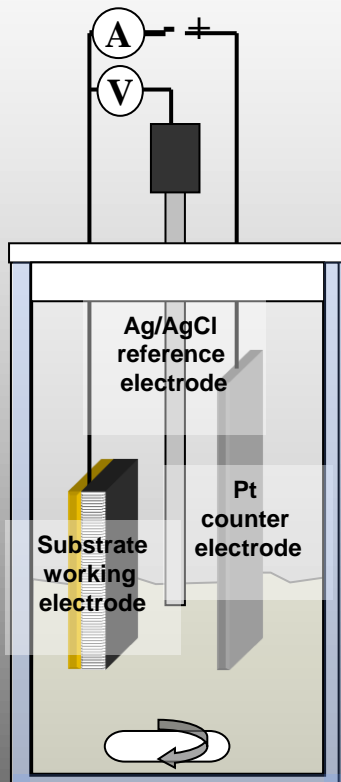 A - +
V
Ag/AgCl
reference
electrode
Pt
counter
electrode
Substrate
working
electrode